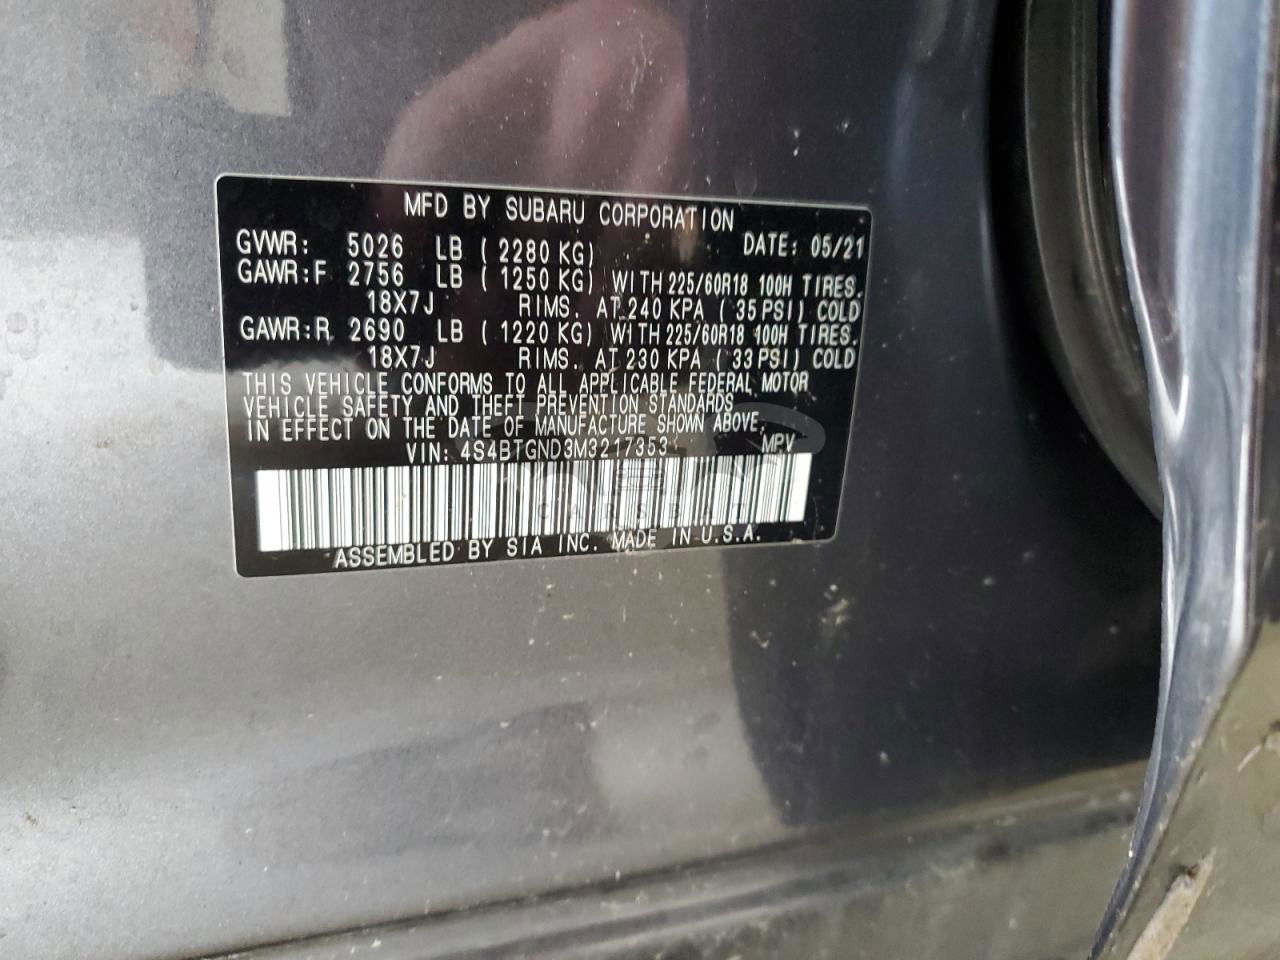 MFD BY SUBARU CORPORATION
GVWR: 5026 LB ( 2280 KG) DATE: 05/21
GAWR:F 2756 LB ( 1250 KG) WITH 225/60R18 100H TIRES.
18X7J RIMS. AT 240 KPA ( 35 PSI) COLD
GAWR:R 2690 LB ( 1220 KG) WITH 225/60R18 100H TIRES.
18X7J RIMS. AT 230 KPA ( 33 PSI) COLD
THIS VEHICLE CONFORMS TO ALL APPLICABLE FEDERAL MOTOR
VEHICLE SAFETY AND THEFT PREVENTION STANDARDS
IN EFFECT ON THE DATE OF MANUFACTURE SHOWN ABOVE.
VIN: 4S4BTGND3M3217353 MPV
ASSEMBLED BY SIA INC. MADE IN U.S.A.